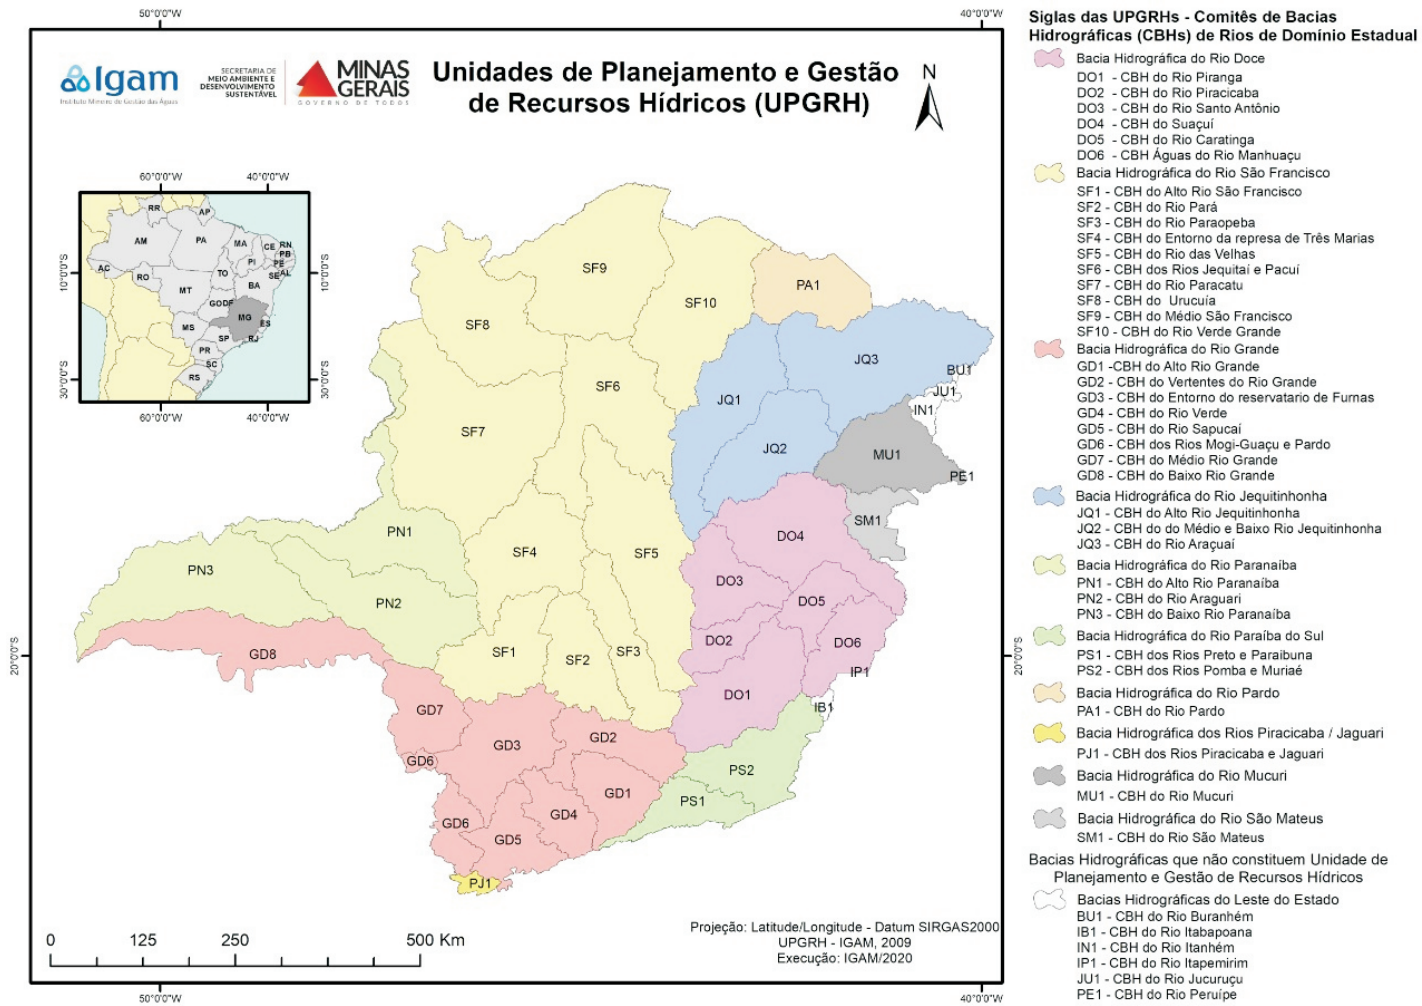 50°0'0"W
40°0'0"W
Igam
Instituto Mineiro de Gestão das Águas
SECRETARIA DE
MEIO AMBIENTE E
DESENVOLVIMENTO
SUSTENTÁVEL
MINAS
GERAIS
GOVERNO DE TODOS
Unidades de Planejamento e Gestão
de Recursos Hídricos (UPGRH)
N
60°0'0"W
40°0'0"W
10°0'0"S
30°0'0"S
RR
AP
AM
PA
MA
CE
RN
PB
PE
AL
SE
PI
AC
RO
TO
BA
MT
GO
DF
MG
ES
MS
SP
RJ
PR
SC
RS
10°0'0"S
30°0'0"S
60°0'0"W
40°0'0"W
SF9
SF10
PA1
SF8
SF6
JQ3
BU1
JU1
IN1
JQ1
SF7
JQ2
MU1
PE1
SM1
PN1
SF4
SF5
DO4
PN3
DO3
PN2
DO5
DO2
DO6
SF1
SF2
SF3
GD8
IP1
DO1
IB1
GD7
GD2
GD3
GD6
PS2
GD1
PS1
GD4
GD6
GD5
PJ1
20°0'0"S
20°0'0"S
0
125
250
500 Km
Projeção: Latitude/Longitude - Datum SIRGAS2000
UPGRH - IGAM, 2009
Execução: IGAM/2020
50°0'0"W
40°0'0"W
Siglas das UPGRHs - Comitês de Bacias
Hidrográficas (CBHs) de Rios de Domínio Estadual
Bacia Hidrográfica do Rio Doce
DO1 - CBH do Rio Piranga
DO2 - CBH do Rio Piracicaba
DO3 - CBH do Rio Santo Antônio
DO4 - CBH do Suaçuí
DO5 - CBH do Rio Caratinga
DO6 - CBH Águas do Rio Manhuaçu
Bacia Hidrográfica do Rio São Francisco
SF1 - CBH do Alto Rio São Francisco
SF2 - CBH do Rio Pará
SF3 - CBH do Rio Paraopeba
SF4 - CBH do Entorno da represa de Três Marias
SF5 - CBH do Rio das Velhas
SF6 - CBH dos Rios Jequitaí e Pacuí
SF7 - CBH do Rio Paracatu
SF8 - CBH do Urucuía
SF9 - CBH do Médio São Francisco
SF10 - CBH do Rio Verde Grande
Bacia Hidrográfica do Rio Grande
GD1 -CBH do Alto Rio Grande
GD2 - CBH do Vertentes do Rio Grande
GD3 - CBH do Entorno do reservatario de Furnas
GD4 - CBH do Rio Verde
GD5 - CBH do Rio Sapucaí
GD6 - CBH dos Rios Mogi-Guaçu e Pardo
GD7 - CBH do Médio Rio Grande
GD8 - CBH do Baixo Rio Grande
Bacia Hidrográfica do Rio Jequitinhonha
JQ1 - CBH do Alto Rio Jequitinhonha
JQ2 - CBH do do Médio e Baixo Rio Jequitinhonha
JQ3 - CBH do Rio Araçuaí
Bacia Hidrográfica do Rio Paranaíba
PN1 - CBH do Alto Rio Paranaíba
PN2 - CBH do Rio Araguari
PN3 - CBH do Baixo Rio Paranaíba
Bacia Hidrográfica do Rio Paraíba do Sul
PS1 - CBH dos Rios Preto e Paraibuna
PS2 - CBH dos Rios Pomba e Muriaé
Bacia Hidrográfica do Rio Pardo
PA1 - CBH do Rio Pardo
Bacia Hidrográfica dos Rios Piracicaba / Jaguari
PJ1 - CBH dos Rios Piracicaba e Jaguari
Bacia Hidrográfica do Rio Mucuri
MU1 - CBH do Rio Mucuri
Bacia Hidrográfica do Rio São Mateus
SM1 - CBH do Rio São Mateus
Bacias Hidrográficas que não constituem Unidade de
Planejamento e Gestão de Recursos Hídricos
Bacias Hidrográficas do Leste do Estado
BU1 - CBH do Rio Buranhém
IB1 - CBH do Rio Itabapoana
IN1 - CBH do Rio Itanhém
IP1 - CBH do Rio Itapemirim
JU1 - CBH do Rio Jucuruçu
PE1 - CBH do Rio Peruípe